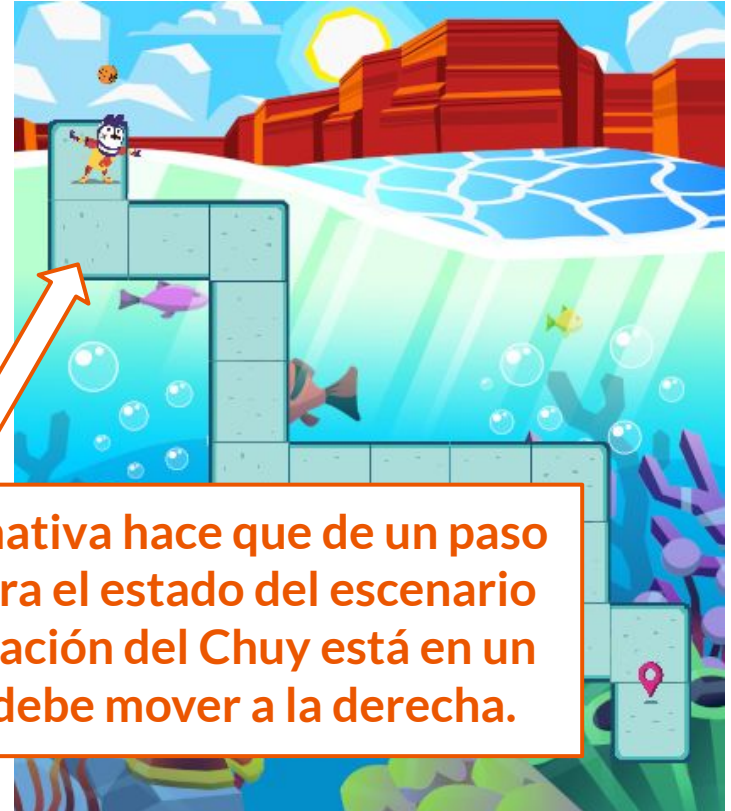 nativa hace que de un paso
ra el estado del escenario
ación del Chuy está en un
debe mover a la derecha.